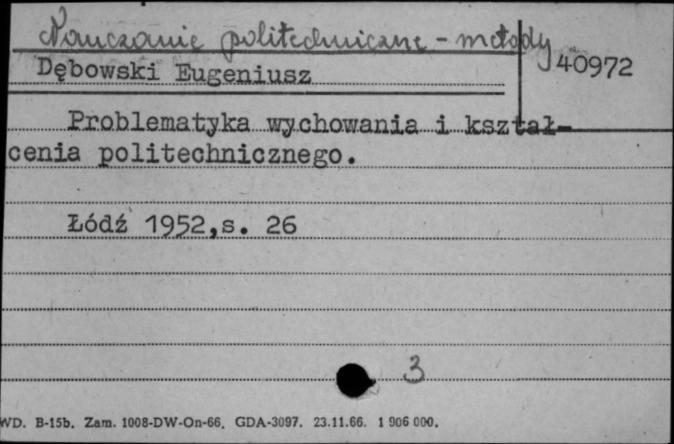 Nauczanie politechniczne - metody
40972
Dębowski Eugeniusz
Problematyka wychowania i kształ-
cenia politechnicznego.
Łódź 1952,s. 26
3
WD. B-15b. Zam. 1008-DW-On-66. GDA-3097. 23.11.66. 1 906 000.